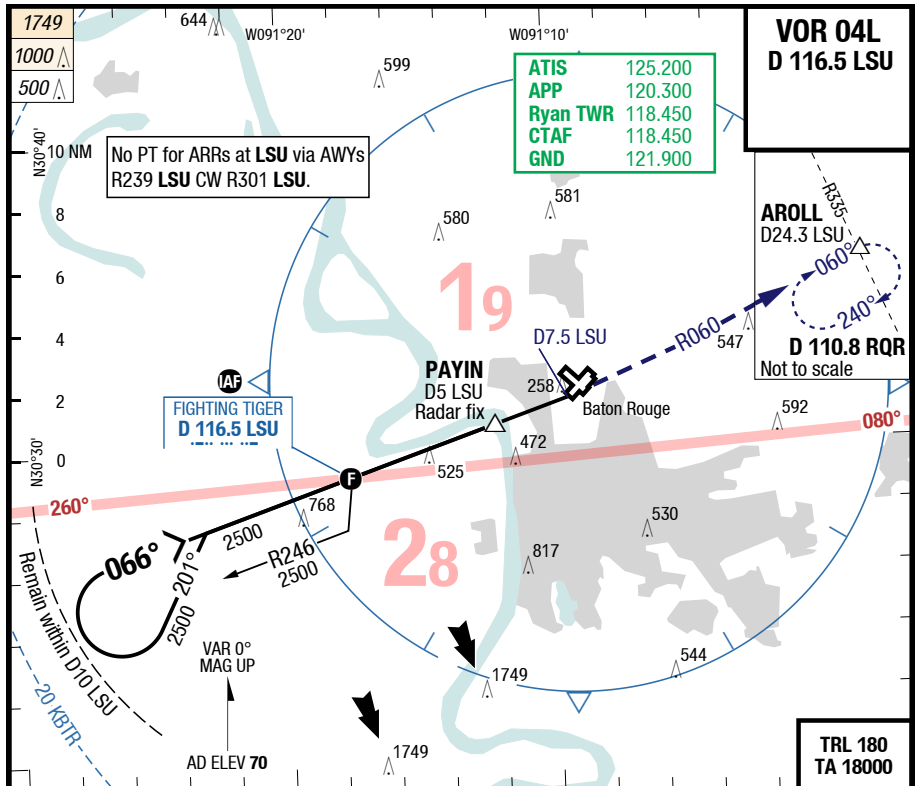 1749
1000
500
644
W091°20'
W091°10'
599
ATIS 125.200
APP 120.300
Ryan TWR 118.450
CTAF 118.450
GND 121.900
VOR 04L
D 116.5 LSU
N30°40'
10 NM
No PT for ARRs at LSU via AWYs
R239 LSU CW R301 LSU.
8
6
4
2
0
N30°30'
580
581
19
R335
AROLL
D24.3 LSU
060°
240°
D 110.8 RQR
Not to scale
R060
547
D7.5 LSU
PAYIN
D5 LSU
Radar fix
258
Baton Rouge
IAF
FIGHTING TIGER
D 116.5 LSU
F
592
080°
472
525
260°
768
2500
R246
2500
28
530
817
066°
201°
2500
Remain within D10 LSU
20 KBTR
VAR 0°
MAG UP
AD ELEV 70
1749
1749
544
TRL 180
TA 18000